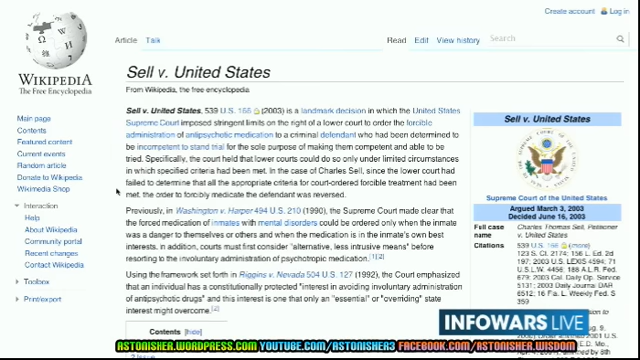 Create account Log in
Article Talk Read Edit View history Search
WIKIPEDIA
The Free Encyclopedia
Main page
Contents
Featured content
Current events
Random article
Donate to Wikipedia
Wikimedia Shop
Interaction
Help
About Wikipedia
Community portal
Recent changes
Contact Wikipedia
Toolbox
Print/export
Sell v. United States
From Wikipedia, the free encyclopedia
Sell v. United States, 539 U.S. 166 (2003) is a landmark decision in which the United States
Supreme Court imposed stringent limits on the right of a lower court to order the forcible
administration of antipsychotic medication to a criminal defendant who had been determined to
be incompetent to stand trial for the sole purpose of making them competent and able to be
tried. Specifically, the court held that lower courts could do so only under limited circumstances
in which specified criteria had been met. In the case of Charles Sell, since the lower court had
failed to determine that all the appropriate criteria for court-ordered forcible treatment had been
met, the order to forcibly medicate the defendant was reversed.
Previously, in Washington v. Harper 494 U.S. 210 (1990), the Supreme Court made clear that
the forced medication of inmates with mental disorders could be ordered only when the inmate
was a danger to themselves or others and when the medication is in the inmate's own best
interests. In addition, courts must first consider "alternative, less intrusive means" before
resorting to the involuntary administration of psychotropic medication.[1][2]
Using the framework set forth in Riggins v. Nevada 504 U.S. 127 (1992), the Court emphasized
that an individual has a constitutionally protected "interest in avoiding involuntary administration
of antipsychotic drugs" and this interest is one that only an "essential" or "overriding" state
interest might overcome.[2]
Contents [hide]
Sell v. United States
Supreme Court of the United States
Argued March 3, 2003
Decided June 16, 2003
Full case name Charles Thomas Sell, Petitioner v. United States
Citations 539 U.S. 166 (more)
123 S. Ct. 2174; 156 L. Ed. 2d
197; 2003 U.S. LEXIS 4594; 71
U.S.L.W. 4456; 188 A.L.R. Fed.
679; 2003 Cal. Daily Op. Service
5131; 2003 Daily Journal DAR
6512; 16 Fla. L. Weekly Fed. S
359
INFOWARS LIVE
ASTONISHER.WORDPRESS.COM YOUTUBE.COM/ASTONISHER3 FACEBOOK.COM/ASTONISHER.WISDOM